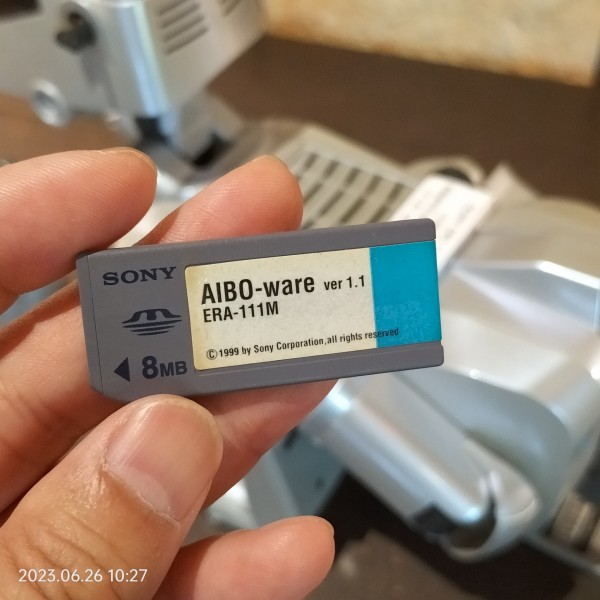 SONY
AIBO-ware ver 1.1
ERA-111M
©1999 by Sony Corporation,all rights reserved
8MB
2023.06.26 10:27